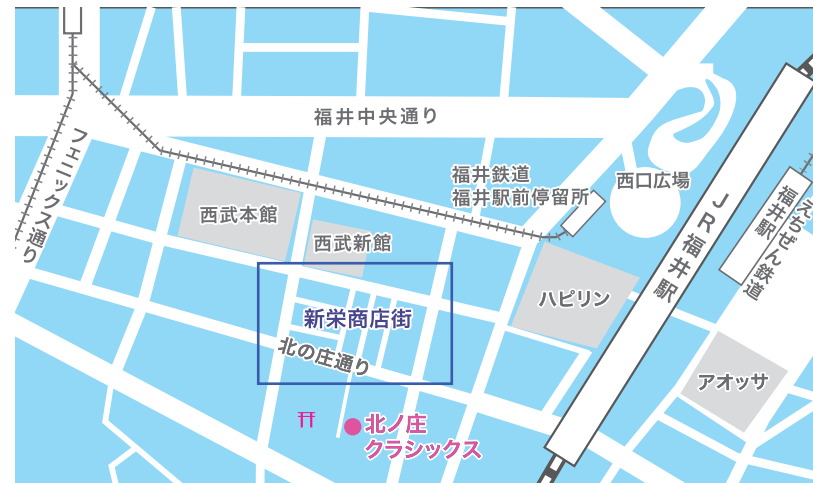 福井中央通り
フェニックス通り
福井鉄道
福井駅前停留所
西口広場
JR福井駅
えちぜん鉄道
福井駅
西武本館
西武新館
ハピリン
新栄商店街
北の庄通り
アオッサ
北ノ庄
クラシックス